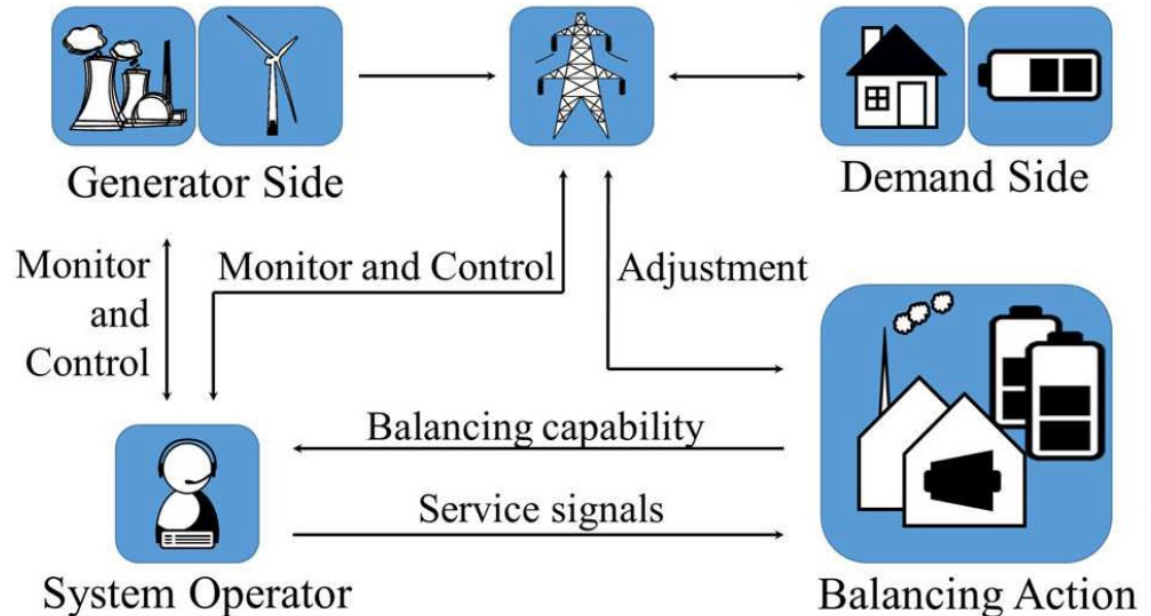 Generator Side
Demand Side
Monitor
and
Control
Monitor and Control
Adjustment
Balancing capability
Service signals
System Operator
Balancing Action